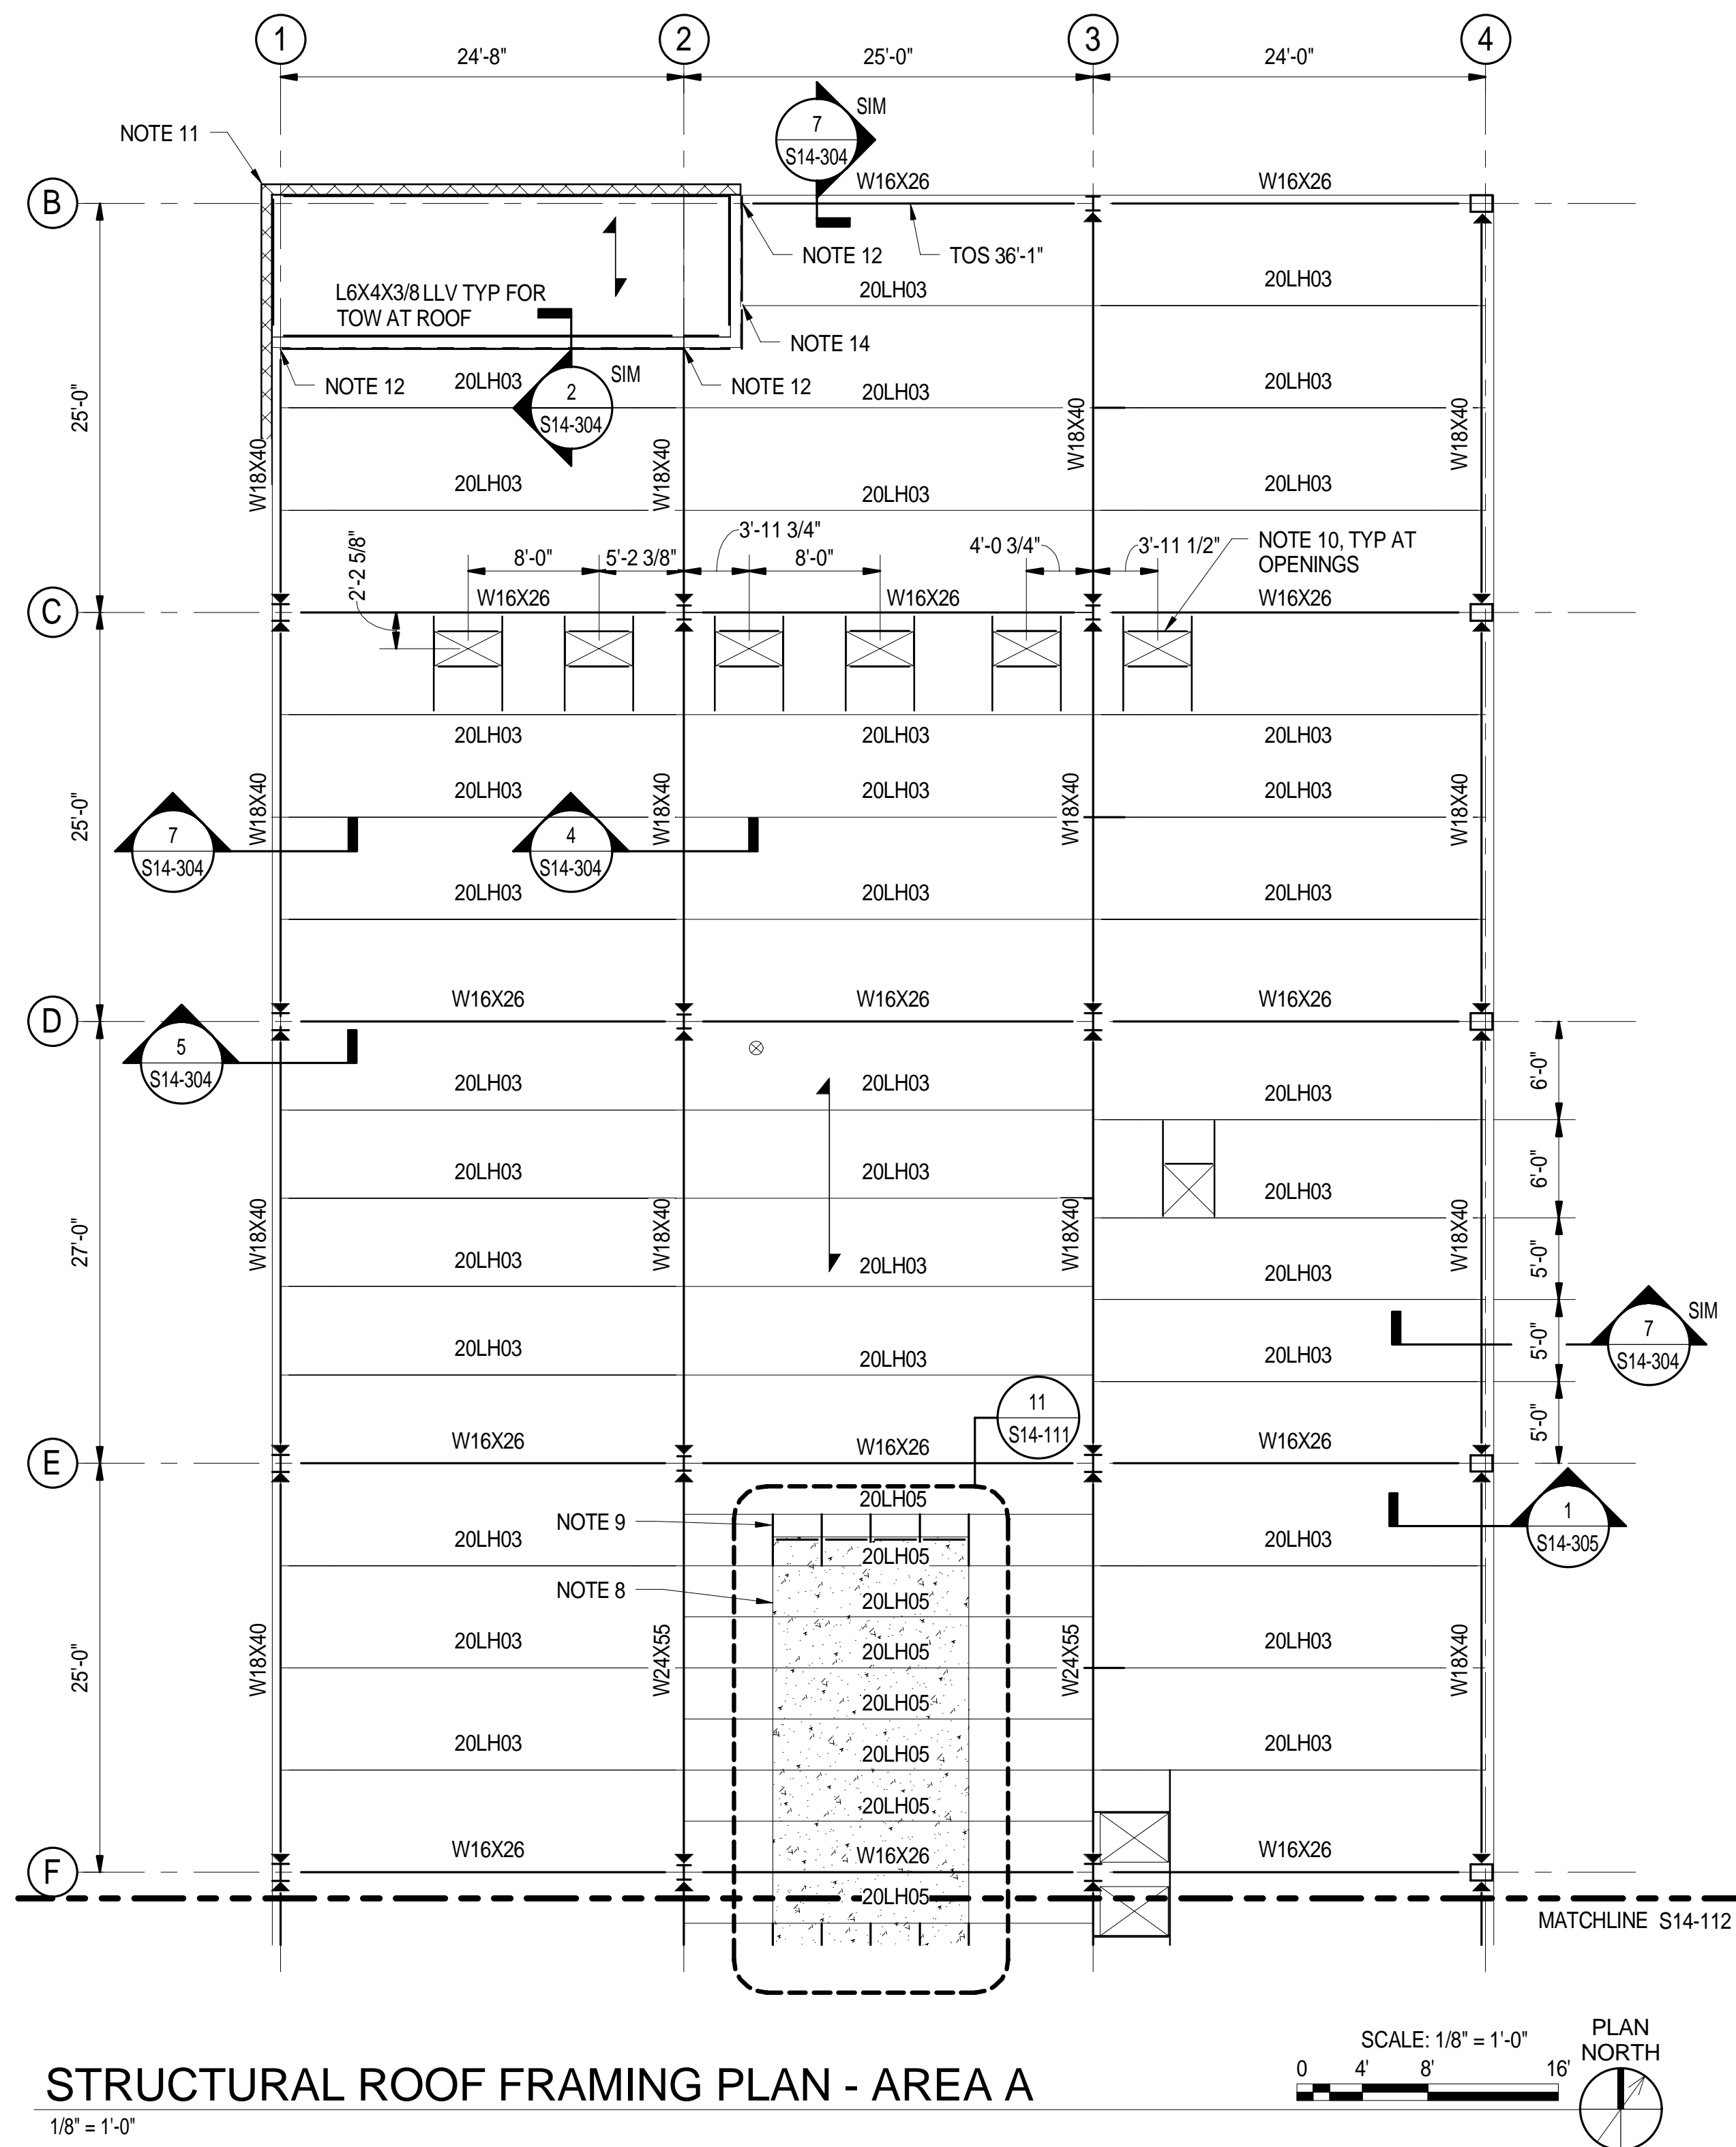 1
2
3
4
24'-8"
25'-0"
24'-0"
7
S14-304
SIM
NOTE 11
B
W16X26
W16X26
NOTE 12
TOS 36'-1"
20LH03
20LH03
L6X4X3/8 LLV TYP FOR
TOW AT ROOF
NOTE 14
NOTE 12
20LH03
2
S14-304
SIM
NOTE 12
20LH03
20LH03
25'-0"
W18X40
W18X40
W18X40
W18X40
20LH03
20LH03
20LH03
2'-2 5/8"
8'-0"
5'-2 3/8"
3'-11 3/4"
8'-0"
4'-0 3/4"
3'-11 1/2"
NOTE 10, TYP AT
OPENINGS
C
W16X26
W16X26
W16X26
20LH03
20LH03
20LH03
25'-0"
W18X40
W18X40
W18X40
W18X40
20LH03
20LH03
20LH03
7
S14-304
4
S14-304
20LH03
20LH03
20LH03
D
W16X26
W16X26
W16X26
5
S14-304
20LH03
20LH03
20LH03
6'-0"
20LH03
20LH03
20LH03
6'-0"
27'-0"
W18X40
W18X40
W18X40
W18X40
20LH03
20LH03
20LH03
5'-0"
20LH03
20LH03
20LH03
5'-0"
7
S14-304
SIM
11
S14-111
5'-0"
E
W16X26
W16X26
W16X26
20LH05
NOTE 9
20LH03
20LH05
20LH03
1
S14-305
NOTE 8
20LH05
25'-0"
W18X40
20LH03
W24X55
20LH05
W24X55
20LH03
W18X40
20LH05
20LH03
20LH05
20LH03
20LH05
F
W16X26
W16X26
W16X26
20LH05
MATCHLINE S14-112
STRUCTURAL ROOF FRAMING PLAN - AREA A
1/8" = 1'-0"
SCALE: 1/8" = 1'-0"
0 4' 8' 16'
PLAN
NORTH